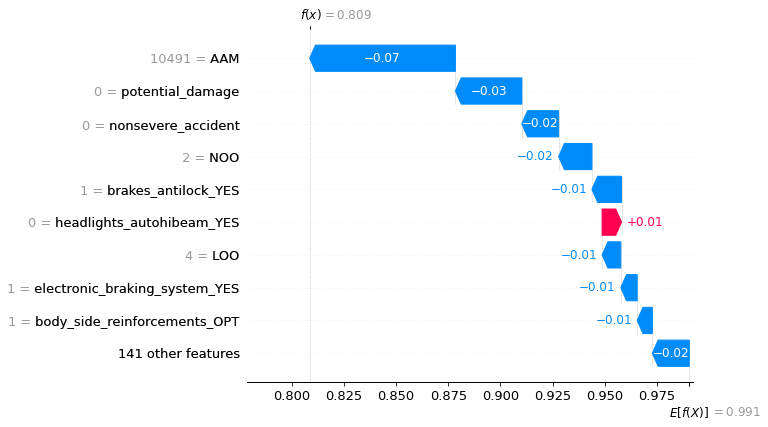 f(x) = 0.809
10491 = AAM
−0.07
0 = potential_damage
−0.03
0 = nonsevere_accident
−0.02
2 = NOO
−0.02
1 = brakes_antilock_YES
−0.01
0 = headlights_autohibeam_YES
+0.01
4 = LOO
−0.01
1 = electronic_braking_system_YES
−0.01
1 = body_side_reinforcements_OPT
−0.01
141 other features
−0.02
0.800 0.825 0.850 0.875 0.900 0.925 0.950 0.975
E[f(X)] = 0.991